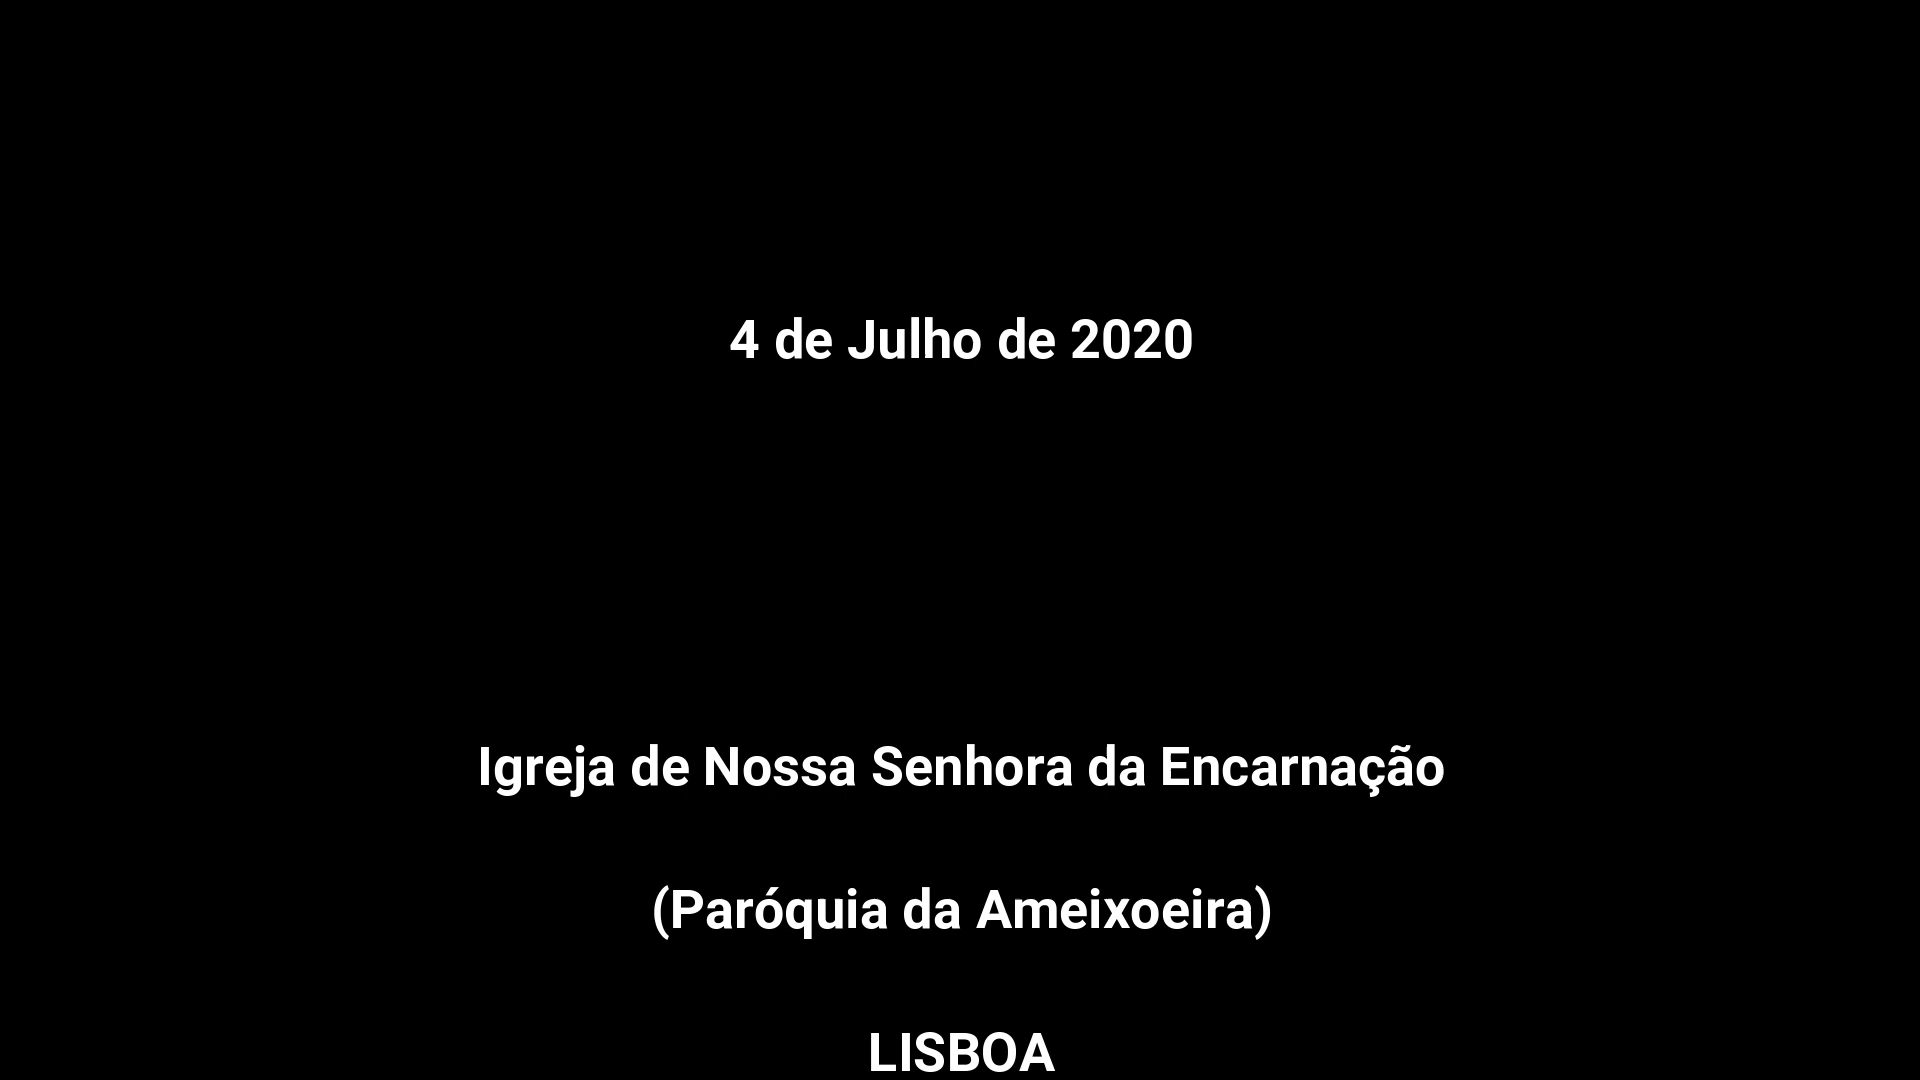 4 de Julho de 2020
Igreja de Nossa Senhora da Encarnação
(Paróquia da Ameixoeira)
LISBOA